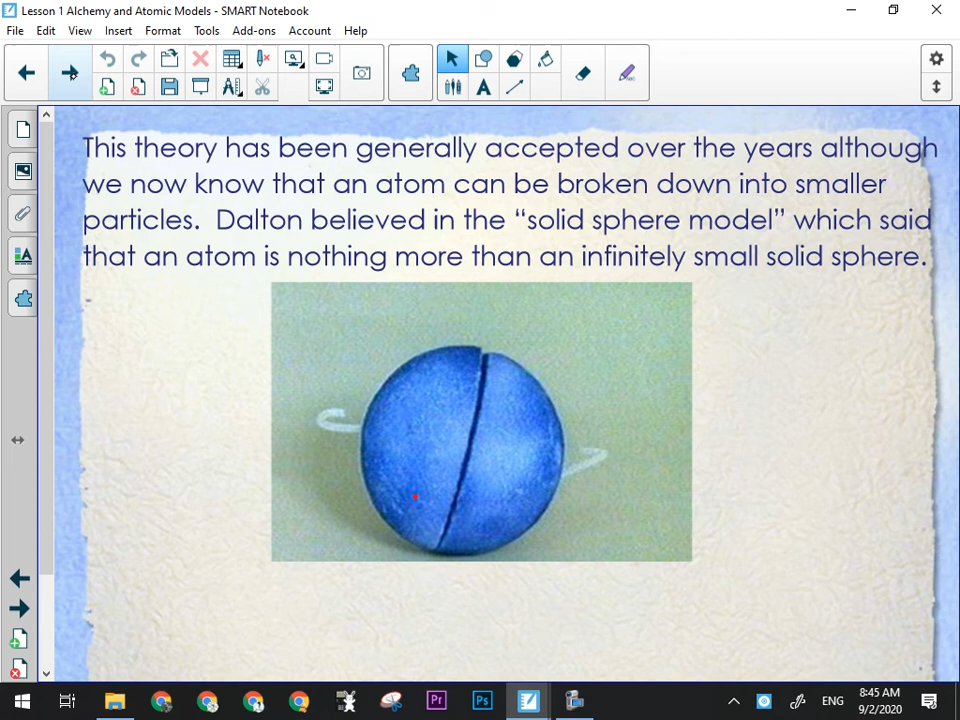 Lesson 1 Alchemy and Atomic Models - SMART Notebook
File Edit View Insert Format Tools Add-ons Account Help
This theory has been generally accepted over the years although
we now know that an atom can be broken down into smaller
particles. Dalton believed in the “solid sphere model” which said
that an atom is nothing more than an infinitely small solid sphere.
Pr Ps ENG 8:45 AM
9/2/2020